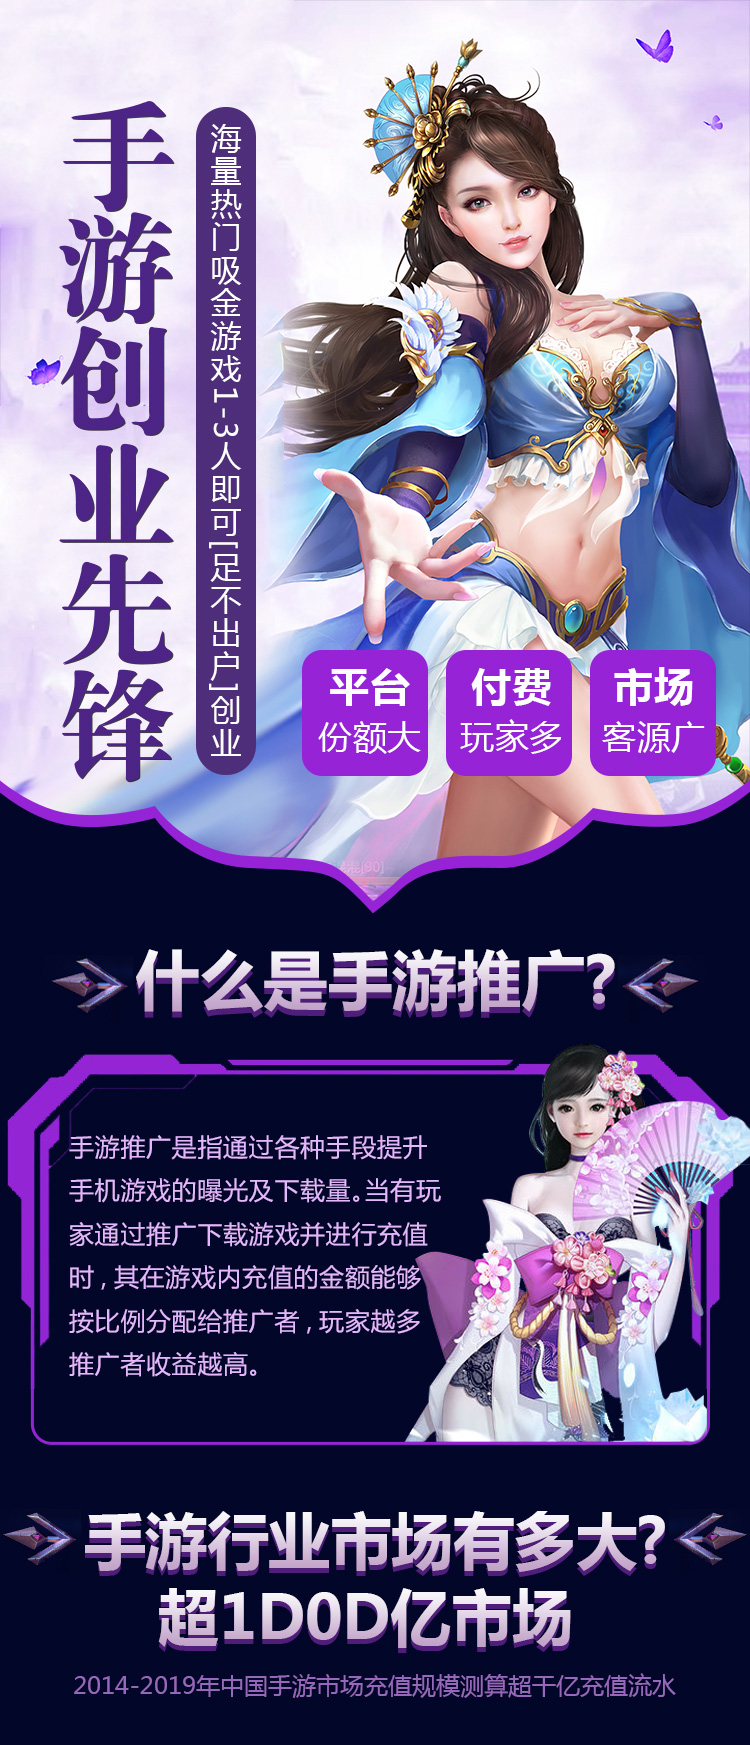 手游创业先锋
海量热门吸金游戏1-3人即可[足不出户]创业
平台
份额大
付费
玩家多
市场
客源广
什么是手游推广?
手游推广是指通过各种手段提升
手机游戏的曝光及下载量。当有玩
家通过推广下载游戏并进行充值
时,其在游戏内充值的金额能够
按比例分配给推广者,玩家越多
推广者收益越高。
手游行业市场有多大?
超1D0D亿市场
2014-2019年中国手游市场充值规模测算超千亿充值流水